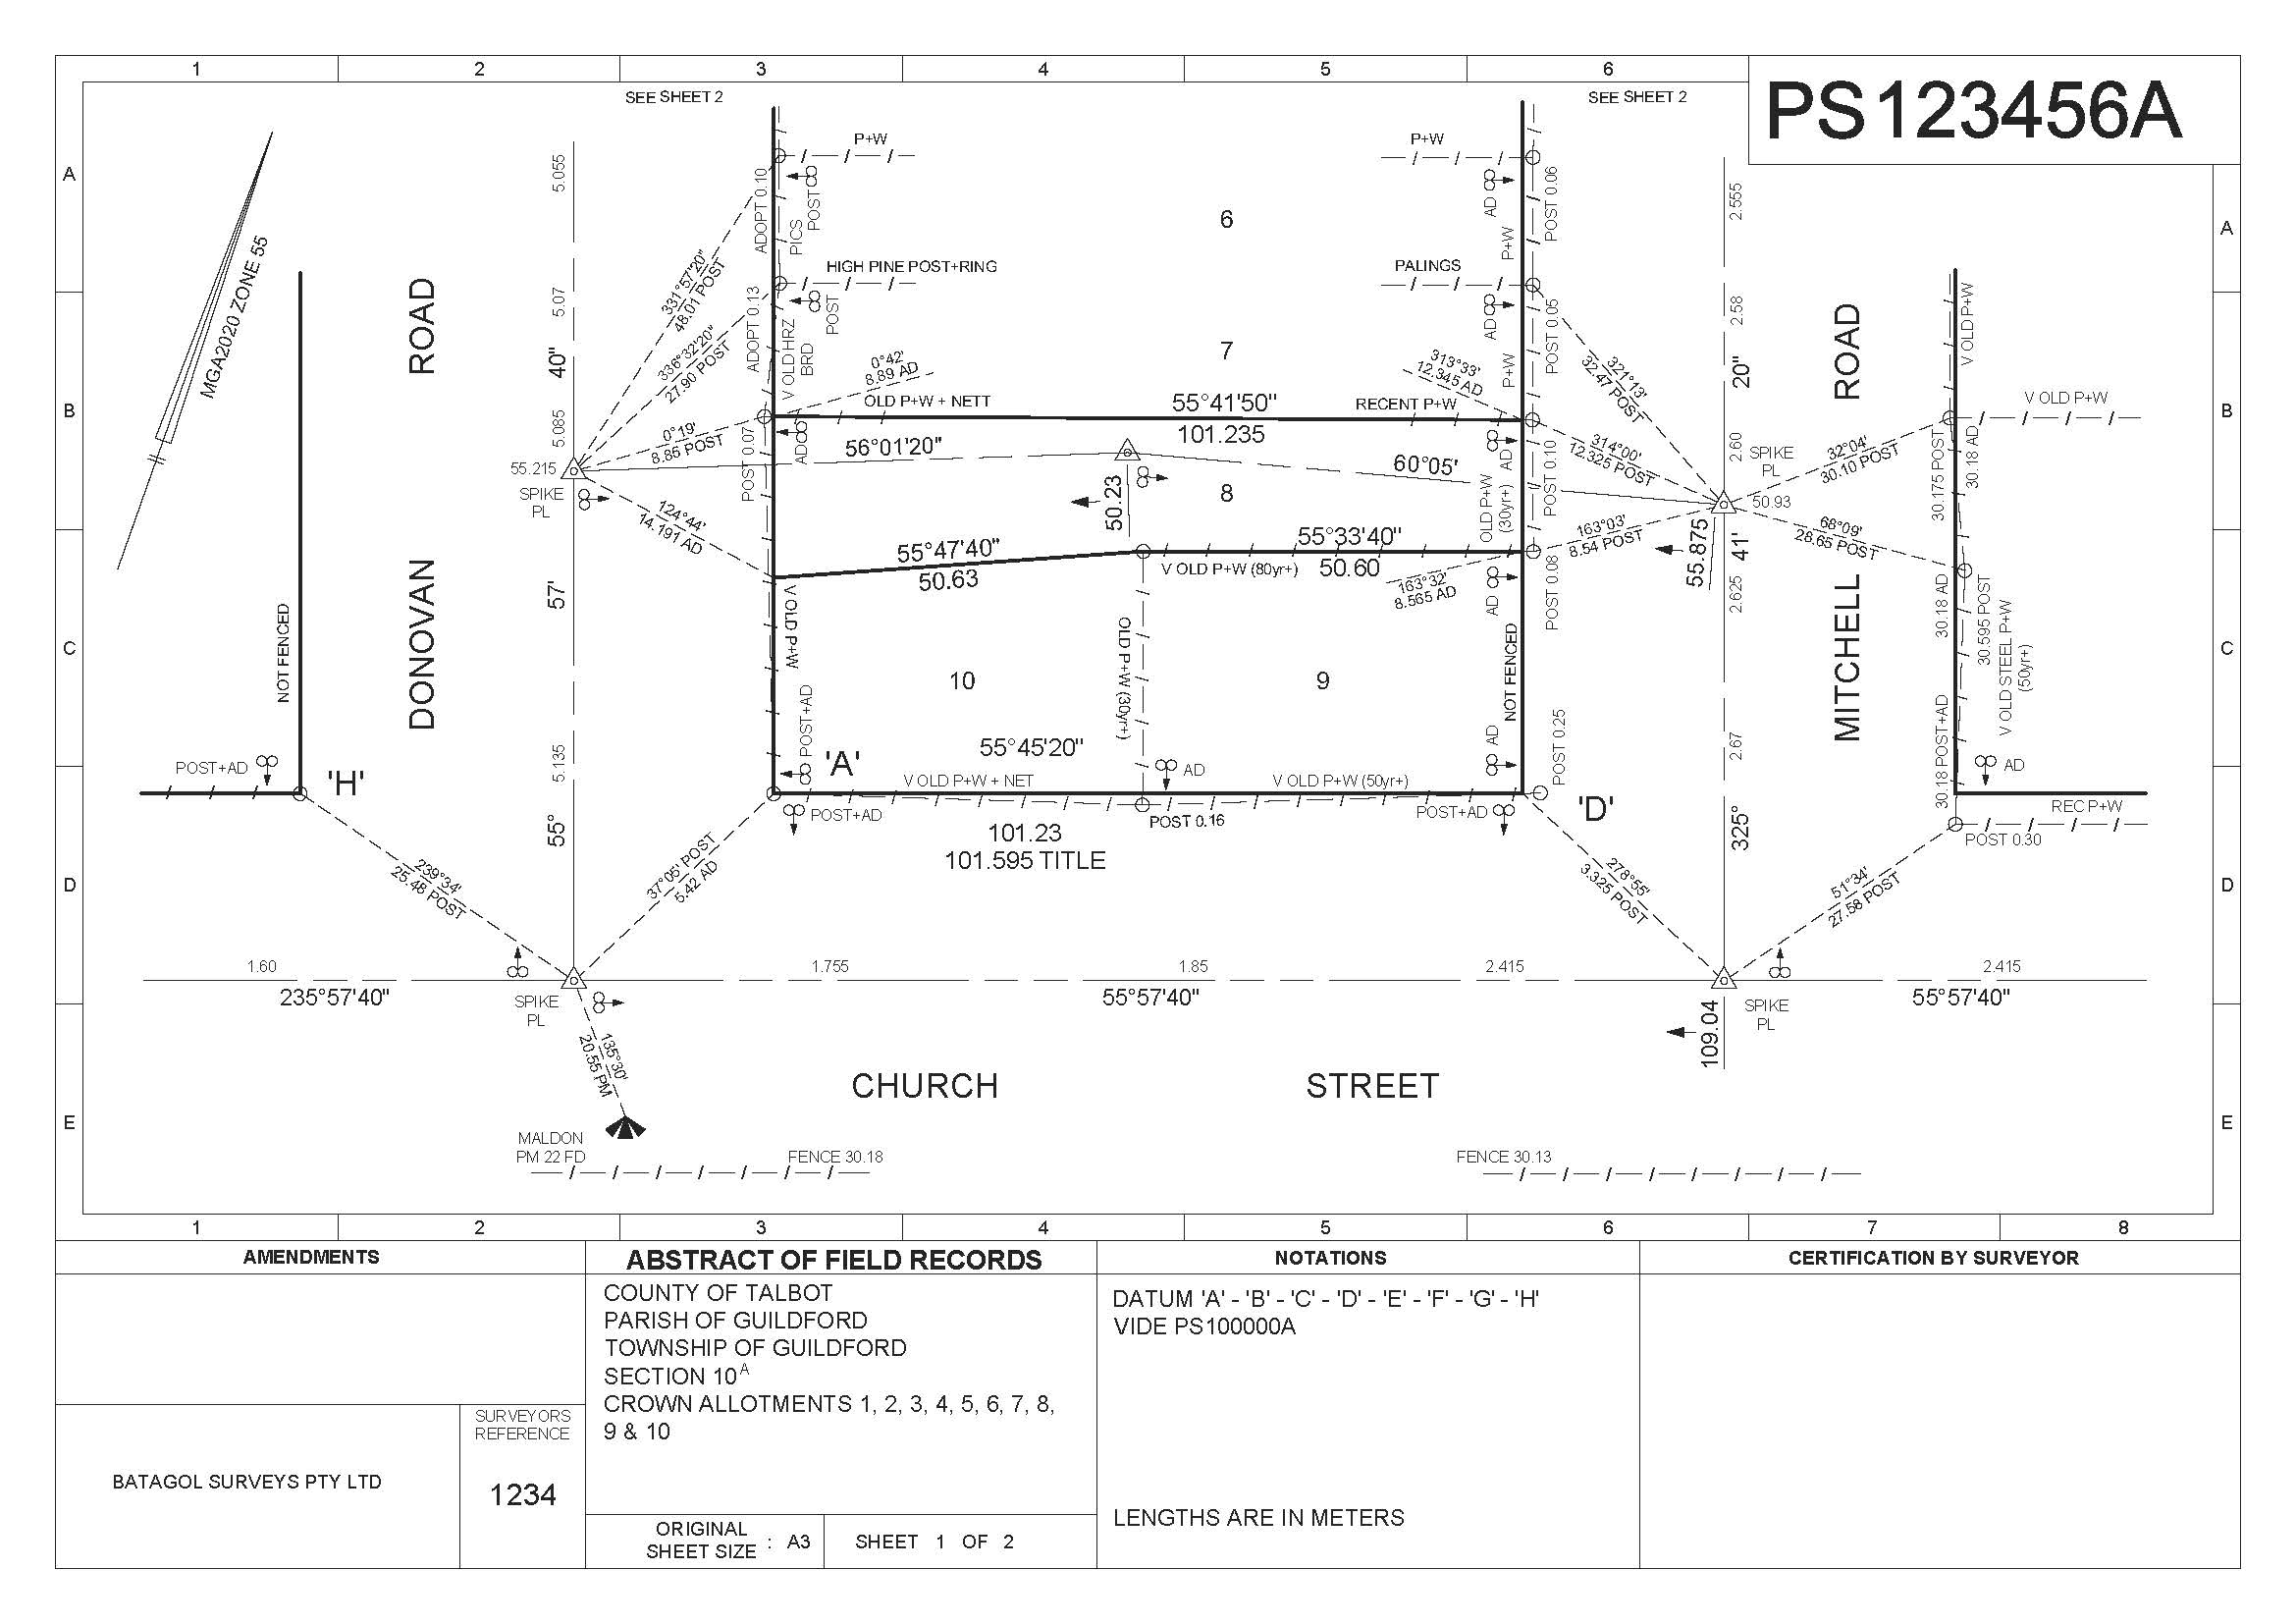 1 2 3 4 5 6
PS123456A
SEE SHEET 2
SEE SHEET 2
A
A
B
B
C
C
D
D
E
E
MGA2020 ZONE 55
NOT FENCED
POST+AD
'H'
DONOVAN ROAD
5.055
5.07
5.085
5.135
55° 57' 40"
55.215
SPIKE
PL
331°57'20"
48.01 POST
336°32'20"
27.90 POST
0°19'
8.85 POST
0°42'
8.89 AD
124°44'
14.191 AD
ADOPT 0.10
PICS
POST
P+W
HIGH PINE POST+RING
ADOPT 0.13
V OLD HRZ
BRD
POST
OLD P+W + NETT
POST 0.07
AD
6
7
8
9
10
P+W
AD
POST 0.06
P+W
PALINGS
AD
POST 0.05
P+W
55°41'50"
101.235
RECENT P+W
313°33'
12.345 AD
321°13'
32.47 POST
314°00'
12.325 POST
56°01'20"
60°05'
50.23
AD
POST 0.10
OLD P+W
(30yr+)
163°03'
8.54 POST
163°32'
8.565 AD
55°47'40"
50.63
55°33'40"
50.60
V OLD P+W (80yr+)
AD
POST 0.08
V OLD P+W
OLD P+W (30yr+)
NOT FENCED
POST+AD
'A'
55°45'20"
V OLD P+W + NET
AD
V OLD P+W (50yr+)
AD
POST 0.25
'D'
POST+AD
POST 0.16
POST+AD
101.23
101.595 TITLE
2.555
2.58
2.60
2.625
2.67
325° 41' 20"
SPIKE
PL
50.93
55.875
MITCHELL ROAD
32°04'
30.10 POST
68°09'
28.65 POST
V OLD P+W
V OLD P+W
30.175 POST
30.18 AD
30.18 AD
30.595 POST
V OLD STEEL P+W
(50yr+)
30.18 POST+AD
AD
REC P+W
POST 0.30
239°34'
25.48 POST
37°05' POST
5.42 AD
278°55'
3.325 POST
51°34'
27.58 POST
1.60
1.755
1.85
2.415
2.415
235°57'40"
55°57'40"
55°57'40"
SPIKE
PL
SPIKE
PL
109.04
135°30'
20.55 PM
CHURCH STREET
MALDON
PM 22 FD
FENCE 30.18
FENCE 30.13
1 2 3 4 5 6 7 8
AMENDMENTS
BATAGOL SURVEYS PTY LTD
SURVEYORS
REFERENCE
1234
ABSTRACT OF FIELD RECORDS
COUNTY OF TALBOT
PARISH OF GUILDFORD
TOWNSHIP OF GUILDFORD
SECTION 10A
CROWN ALLOTMENTS 1, 2, 3, 4, 5, 6, 7, 8,
9 & 10
ORIGINAL
SHEET SIZE : A3
SHEET 1 OF 2
NOTATIONS
DATUM 'A' - 'B' - 'C' - 'D' - 'E' - 'F' - 'G' - 'H'
VIDE PS100000A
LENGTHS ARE IN METERS
CERTIFICATION BY SURVEYOR